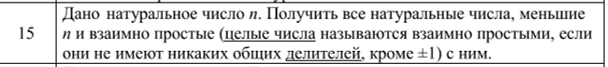 15
Дано натуральное число n. Получить все натуральные числа, меньшие
n и взаимно простые (целые числа называются взаимно простыми, если
они не имеют никаких общих делителей, кроме ±1) с ним.